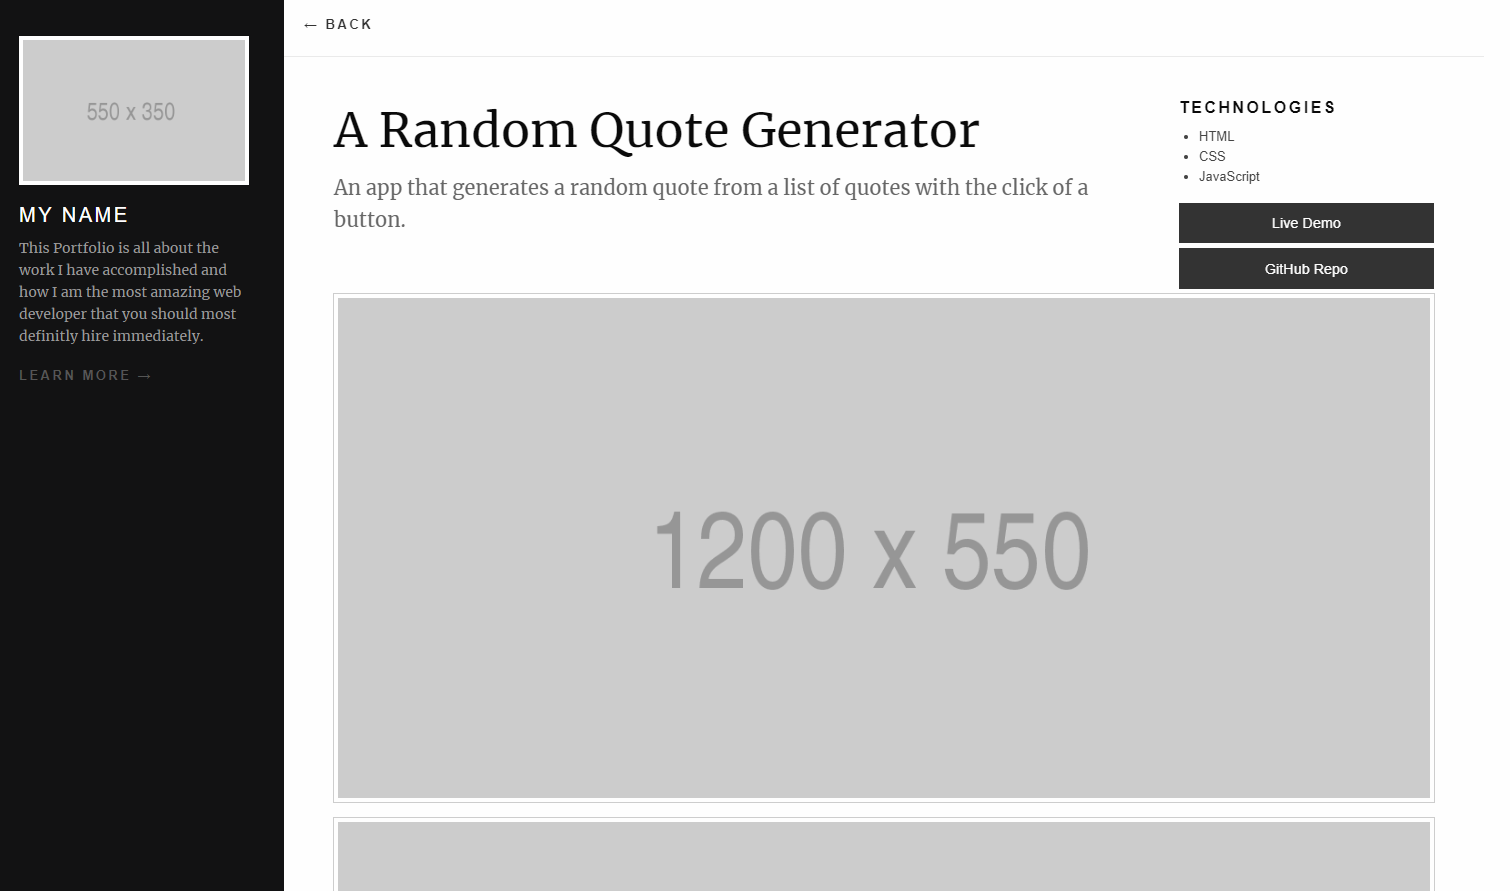 ← BACK
550 x 350
MY NAME
This Portfolio is all about the
work I have accomplished and
how I am the most amazing web
developer that you should most
definitly hire immediately.
LEARN MORE →
A Random Quote Generator
An app that generates a random quote from a list of quotes with the click of a
button.
TECHNOLOGIES
• HTML
• CSS
• JavaScript
Live Demo
GitHub Repo
1200 x 550